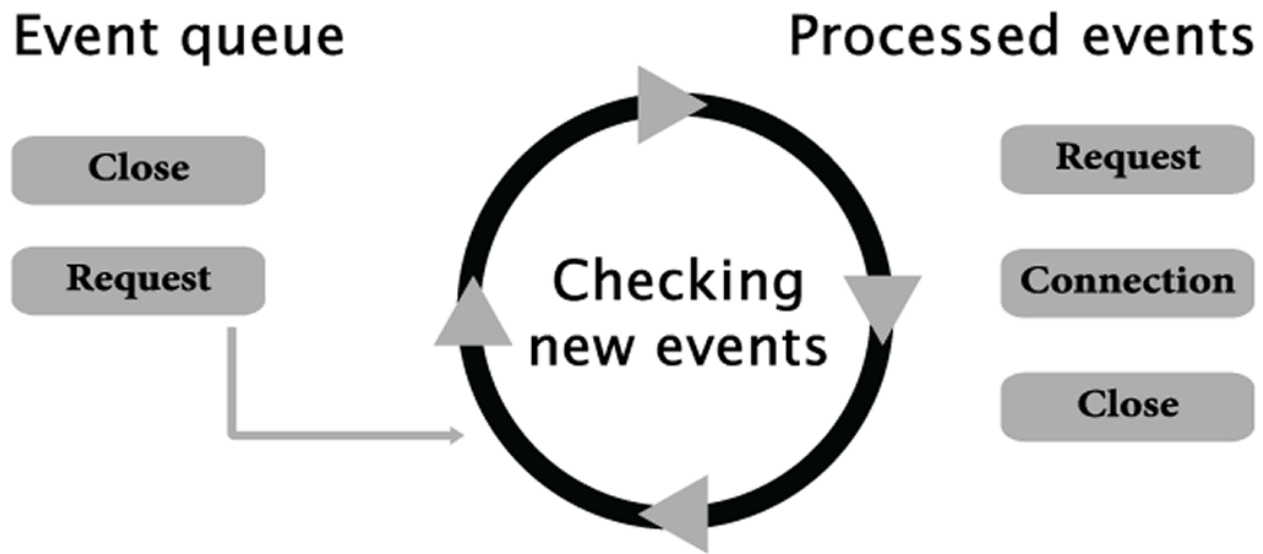 Event queue
Processed events
Close
Request
Checking
new events
Request
Connection
Close